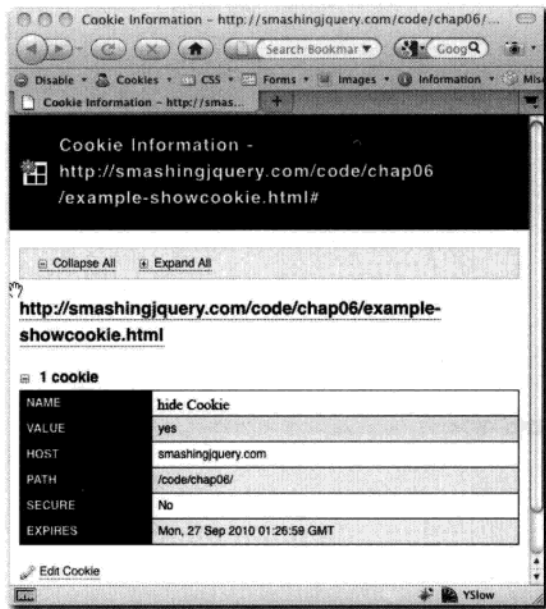 Cookie Information – http://smashingjquery.com/code/chap06/...
Search Bookmar
Goog
Disable
Cookies
CSS
Forms
Images
Information
Mis
Cookie Information – http://smas...
Cookie Information -
http://smashingjquery.com/code/chap06
/example-showcookie.html#
Collapse All
Expand All
http://smashingjquery.com/code/chap06/example-
showcookie.html
1 cookie
NAME hide Cookie
VALUE yes
HOST smashingjquery.com
PATH /code/chap06/
SECURE No
EXPIRES Mon, 27 Sep 2010 01:26:59 GMT
Edit Cookie
YSlow